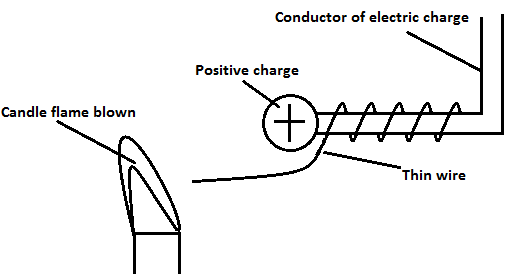 Conductor of electric charge
Positive charge
Candle flame blown
+
Thin wire